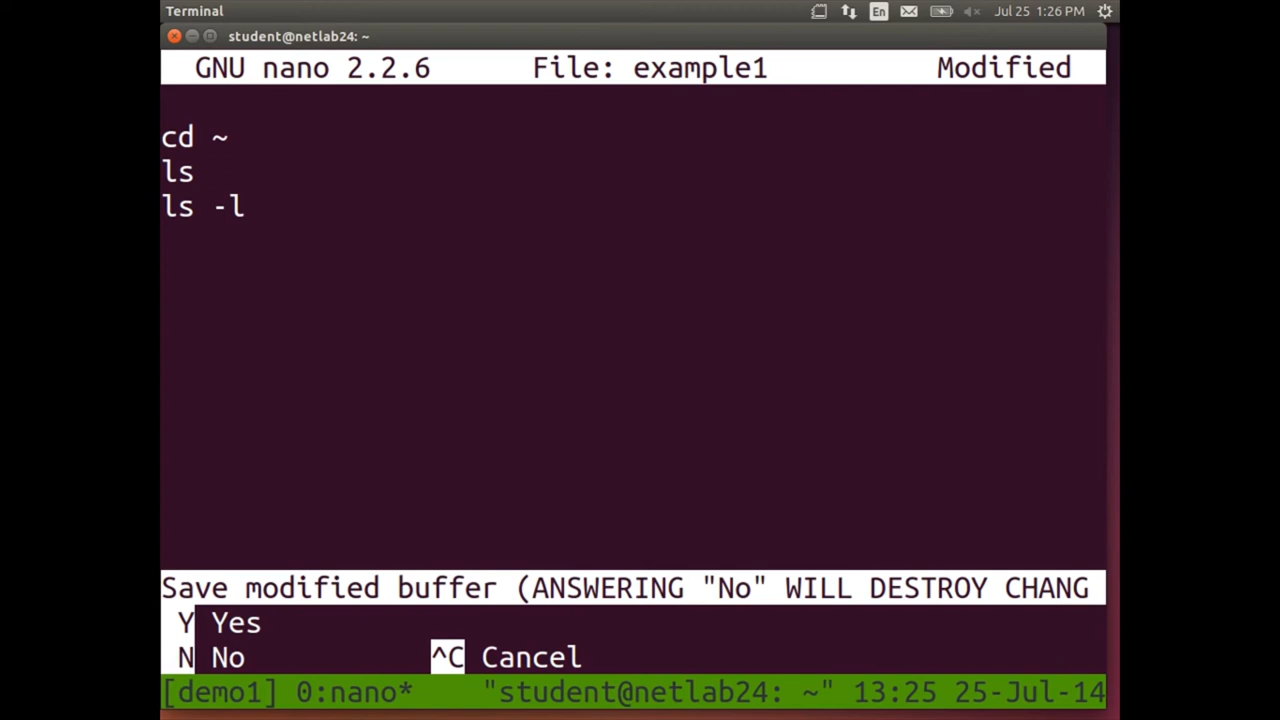 Terminal
En
Jul 25 1:26 PM
student@netlab24: ~
GNU nano 2.2.6 File: example1 Modified
cd ~
ls
ls -l
Save modified buffer (ANSWERING "No" WILL DESTROY CHANG
Y Yes
N No ^C Cancel
[demo1] 0:nano* "student@netlab24: ~" 13:25 25-Jul-14